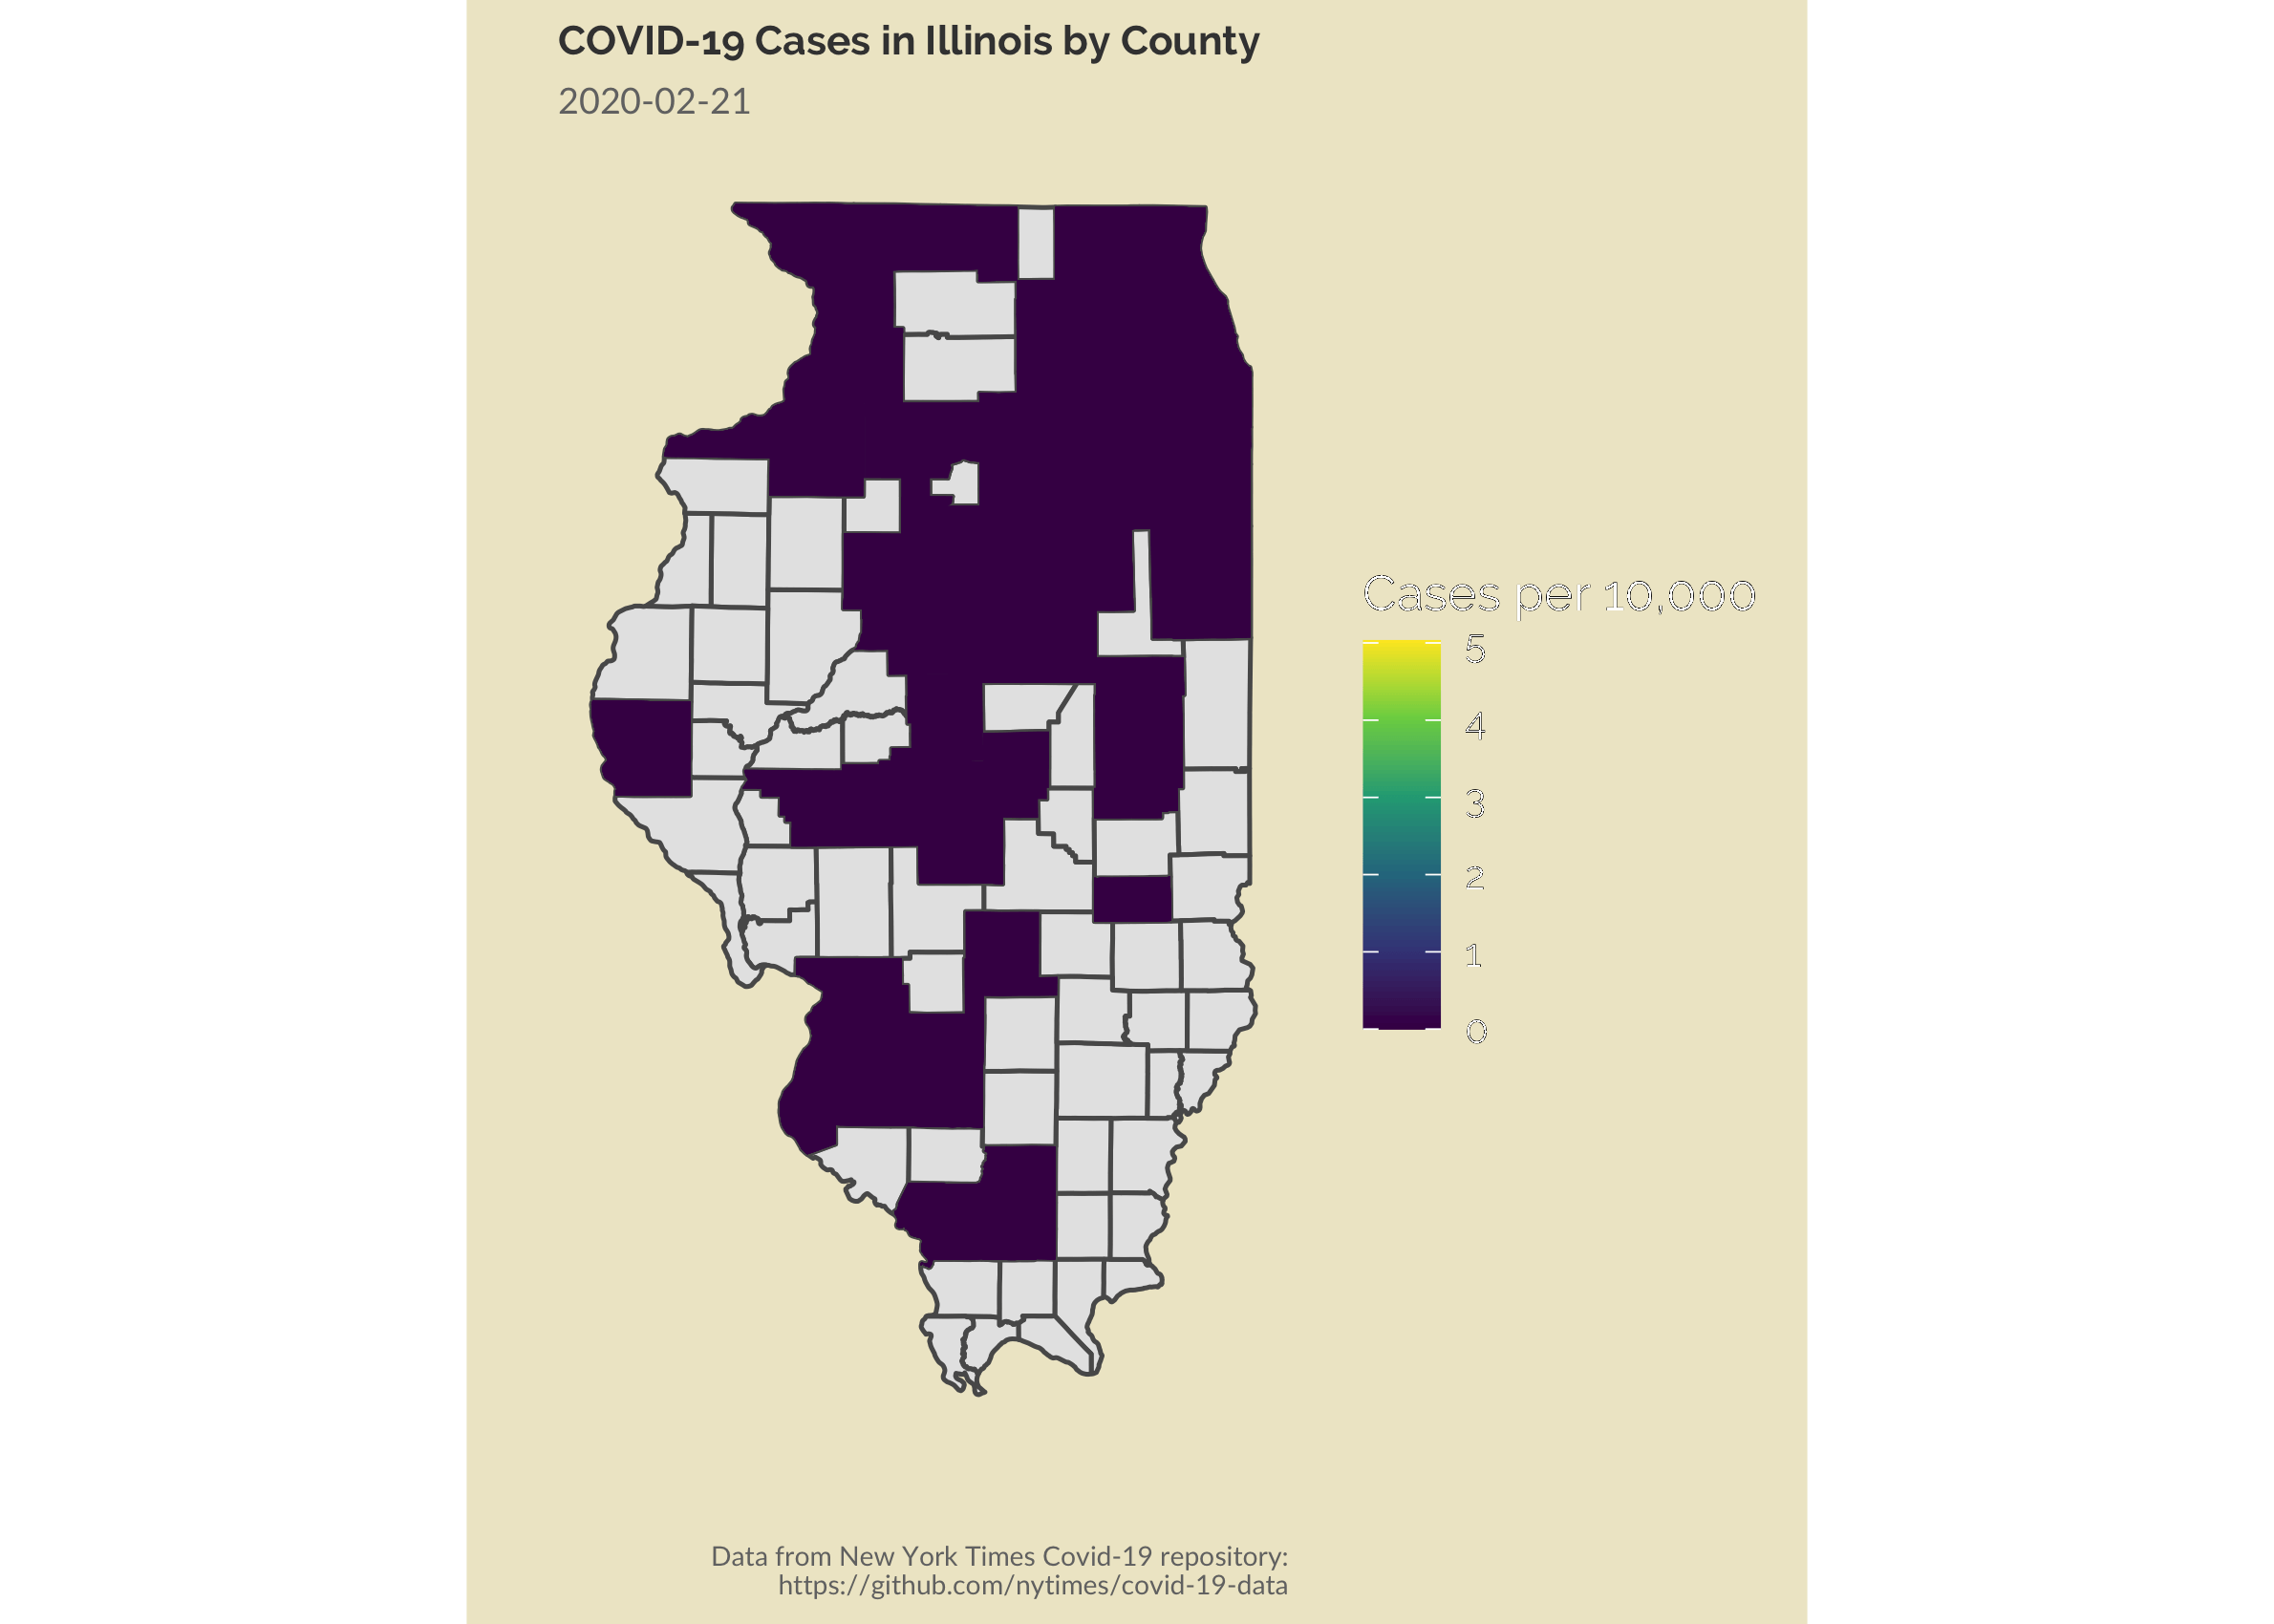 COVID-19 Cases in Illinois by County
2020-02-21
Cases per 10,000
5
4
3
2
1
0
Data from New York Times Covid-19 repository:
https://github.com/nytimes/covid-19-data